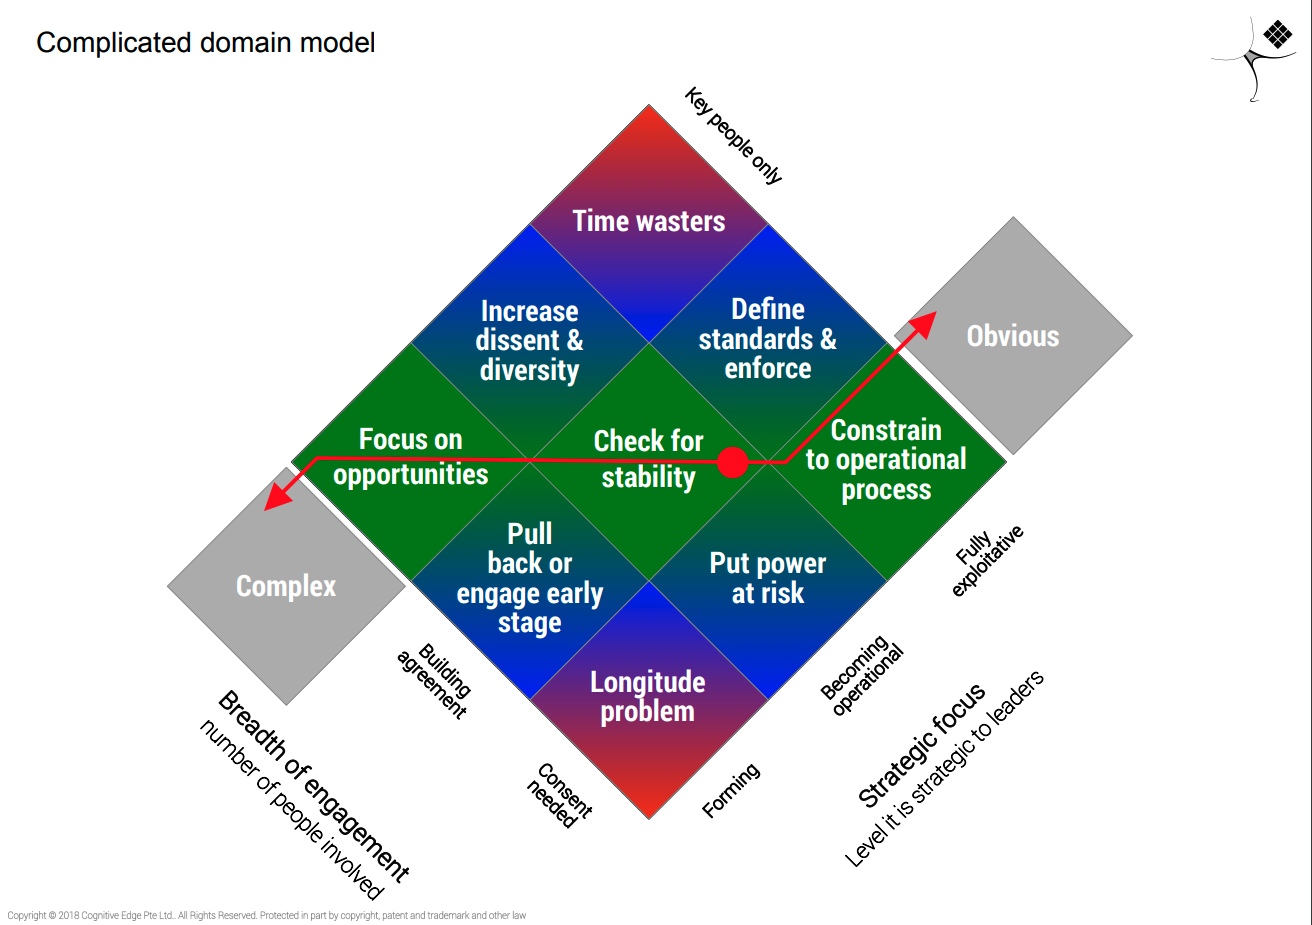 Complicated domain model
Key people only
Time wasters
Increase
dissent &
diversity
Define
standards &
enforce
Obvious
Focus on
opportunities
Check for
stability
Constrain
to operational
process
Complex
Pull
back or
engage early
stage
Put power
at risk
Longitude
problem
Fully
exploitative
Becoming
operational
Forming
Strategic focus
Level it is strategic to leaders
Building
agreement
Consent
needed
Breadth of engagement
number of people involved
Copyright © 2018 Cognitive Edge Pte Ltd.. All Rights Reserved. Protected in part by copyright, patent and trademark and other law